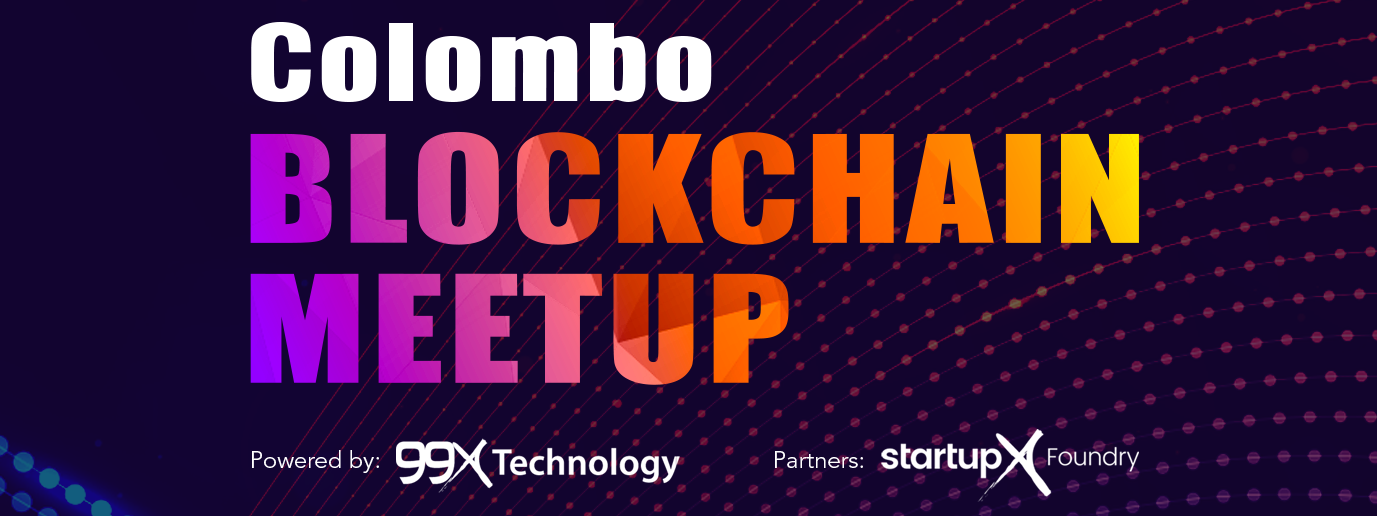 Colombo
BLOCKCHAIN
MEETUP
Powered by: 99X Technology
Partners: startupX Foundry